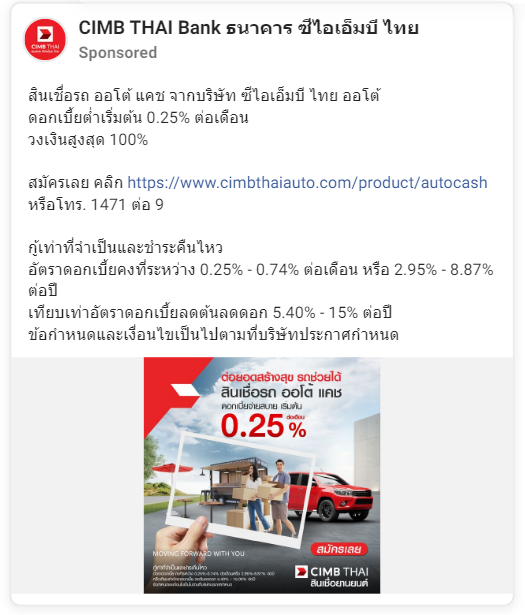 CIMB THAI Bank ธนาคาร ซีไอเอ็มบี ไทย
Sponsored
CIMB THAI
สินเชื่อรถ ออโต้ แคช จากบริษัท ซีไอเอ็มบี ไทย ออโต้
ดอกเบี้ยต่ำเริ่มต้น 0.25% ต่อเดือน
วงเงินสูงสุด 100%
สมัครเลย คลิก https://www.cimbthaiauto.com/product/autocash
หรือโทร. 1471 ต่อ 9
กู้เท่าที่จำเป็นและชำระคืนไหว
อัตราดอกเบี้ยคงที่ระหว่าง 0.25% - 0.74% ต่อเดือน หรือ 2.95% - 8.87%
ต่อปี
เทียบเท่าอัตราดอกเบี้ยลดต้นลดดอก 5.40% - 15% ต่อปี
ข้อกำหนดและเงื่อนไขเป็นไปตามที่บริษัทประกาศกำหนด
ต่อยอดสร้างสุข รถช่วยได้
สินเชื่อรถ ออโต้ แคช
ดอกเบี้ยจ่ายสบาย เริ่มต้น
0.25% ต่อเดือน
สมัครเลย
MOVING FORWARD WITH YOU
CIMB THAI
สินเชื่อยานยนต์
กู้เท่าที่จำเป็นและชำระคืนไหว